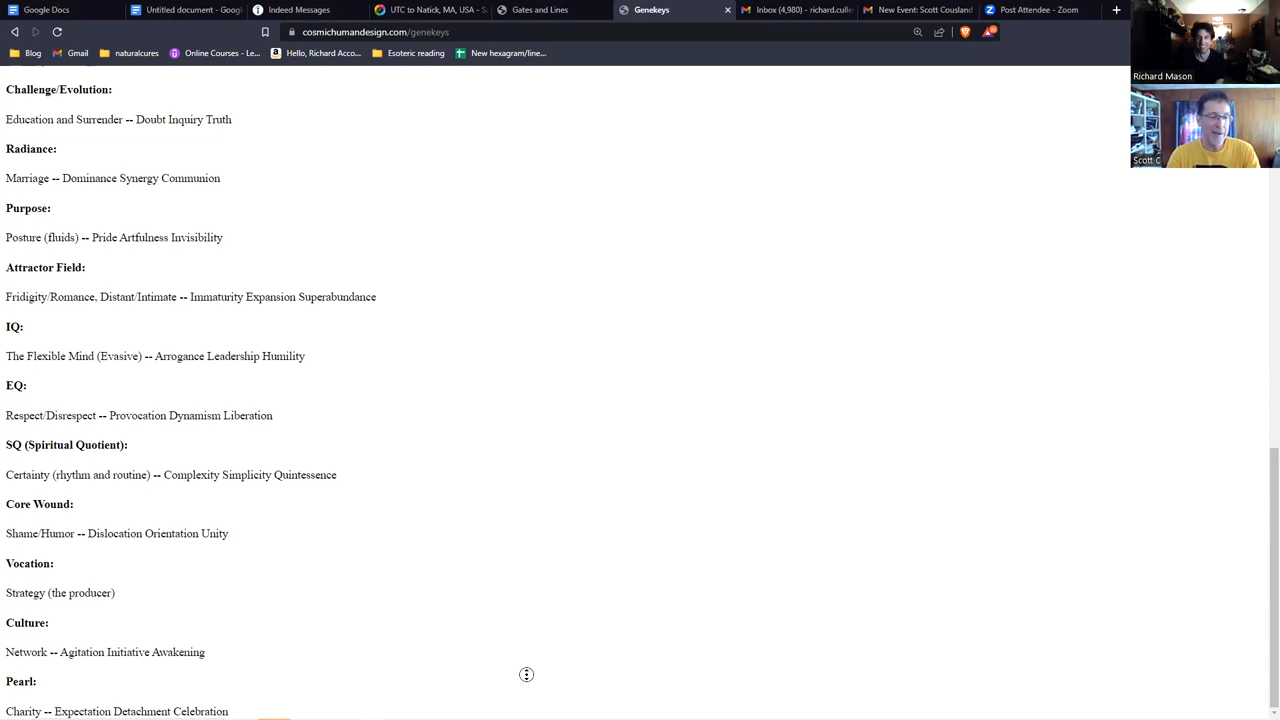 Google Docs
Untitled document - Googl
Indeed Messages
UTC to Natick, MA, USA - S
Gates and Lines
Genekeys
Inbox (4,980) - richard.culle
New Event: Scott Cousland
Post Attendee - Zoom
cosmichumandesign.com/genekeys
Blog
Gmail
naturalcures
Online Courses - Le...
Hello, Richard Acco...
Esoteric reading
New hexagram/line...
Richard Mason
Scott C
Challenge/Evolution:
Education and Surrender -- Doubt Inquiry Truth
Radiance:
Marriage -- Dominance Synergy Communion
Purpose:
Posture (fluids) -- Pride Artfulness Invisibility
Attractor Field:
Fridigity/Romance, Distant/Intimate -- Immaturity Expansion Superabundance
IQ:
The Flexible Mind (Evasive) -- Arrogance Leadership Humility
EQ:
Respect/Disrespect -- Provocation Dynamism Liberation
SQ (Spiritual Quotient):
Certainty (rhythm and routine) -- Complexity Simplicity Quintessence
Core Wound:
Shame/Humor -- Dislocation Orientation Unity
Vocation:
Strategy (the producer)
Culture:
Network -- Agitation Initiative Awakening
Pearl:
Charity -- Expectation Detachment Celebration